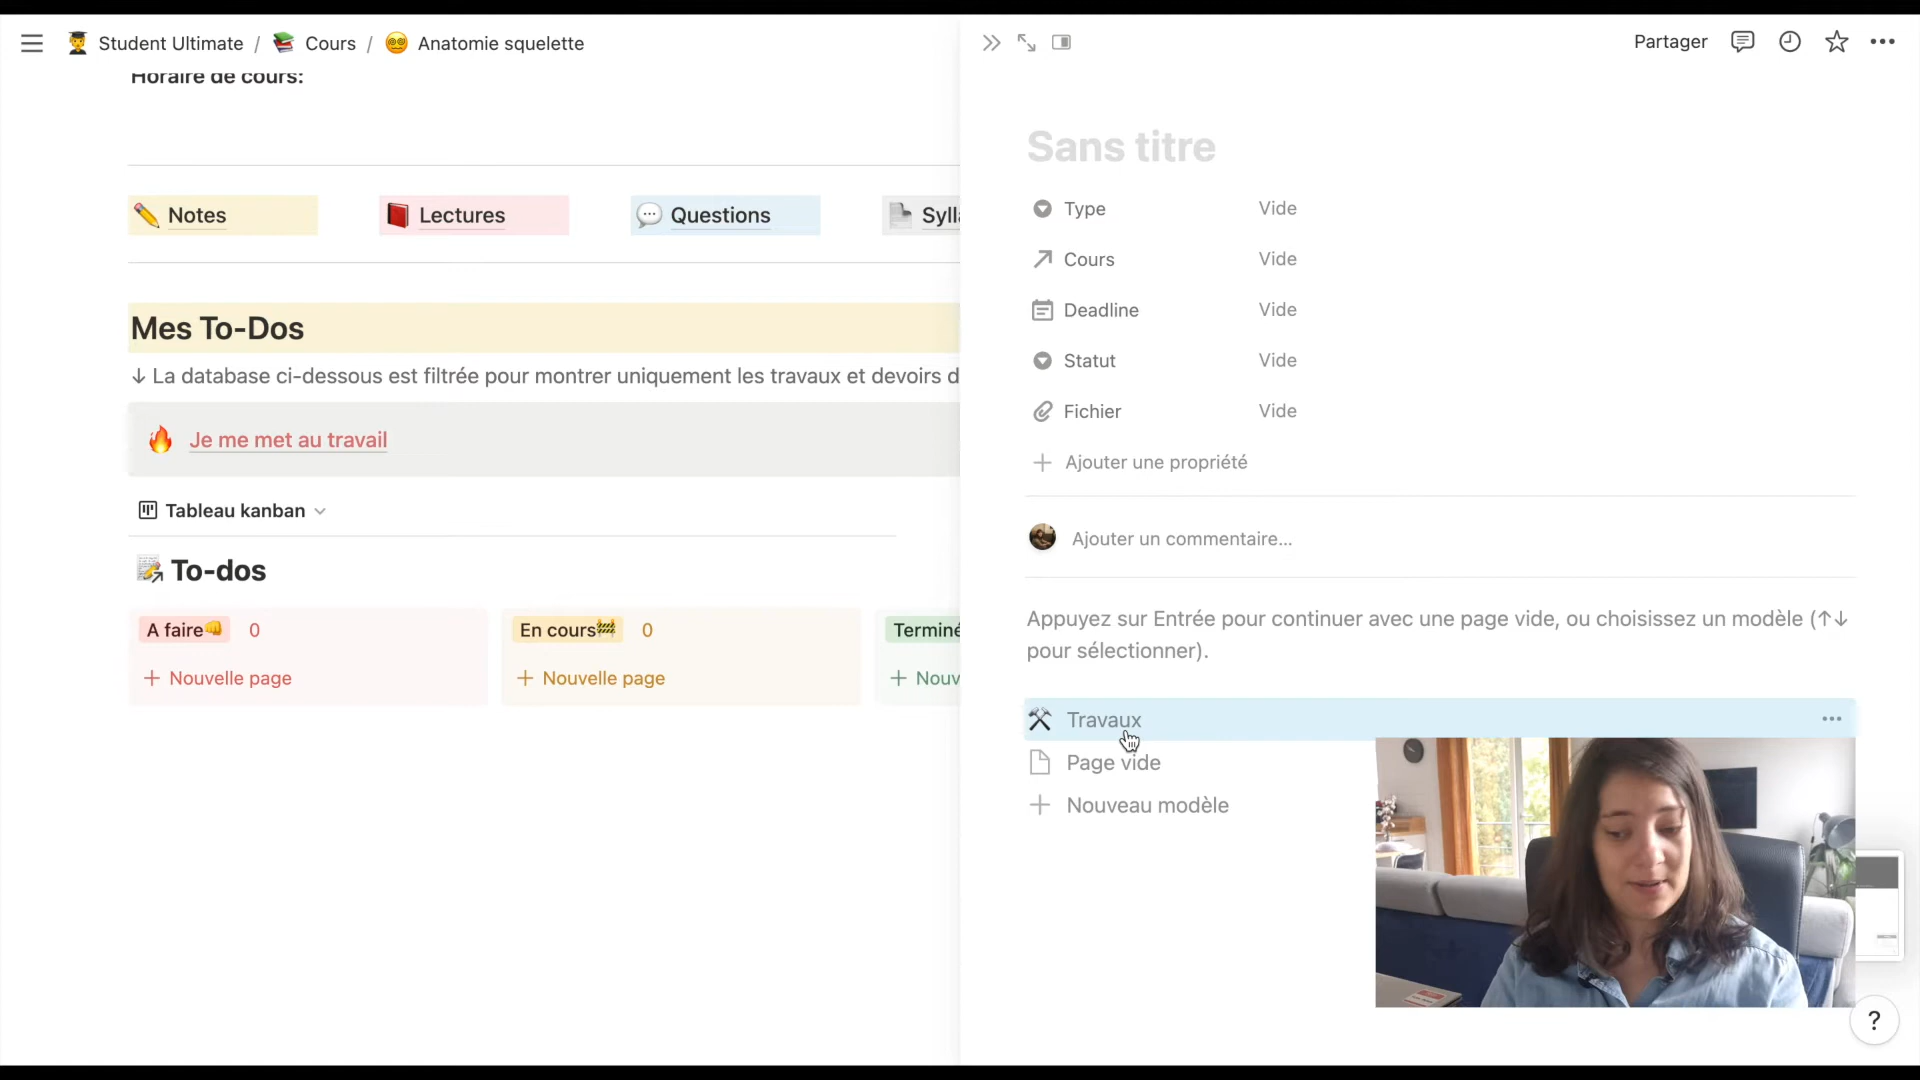 Student Ultimate / Cours / Anatomie squelette
Partager
Horaire de cours:
Notes
Lectures
Questions
Sylla
Mes To-Dos
↓ La database ci-dessous est filtrée pour montrer uniquement les travaux et devoirs d
Je me met au travail
Tableau kanban
To-dos
A faire 0
En cours 0
Terminé
+ Nouvelle page
+ Nouvelle page
+ Nouv
Sans titre
Type Vide
Cours Vide
Deadline Vide
Statut Vide
Fichier Vide
+ Ajouter une propriété
Ajouter un commentaire...
Appuyez sur Entrée pour continuer avec une page vide, ou choisissez un modèle (↑↓
pour sélectionner).
Travaux
Page vide
+ Nouveau modèle
?